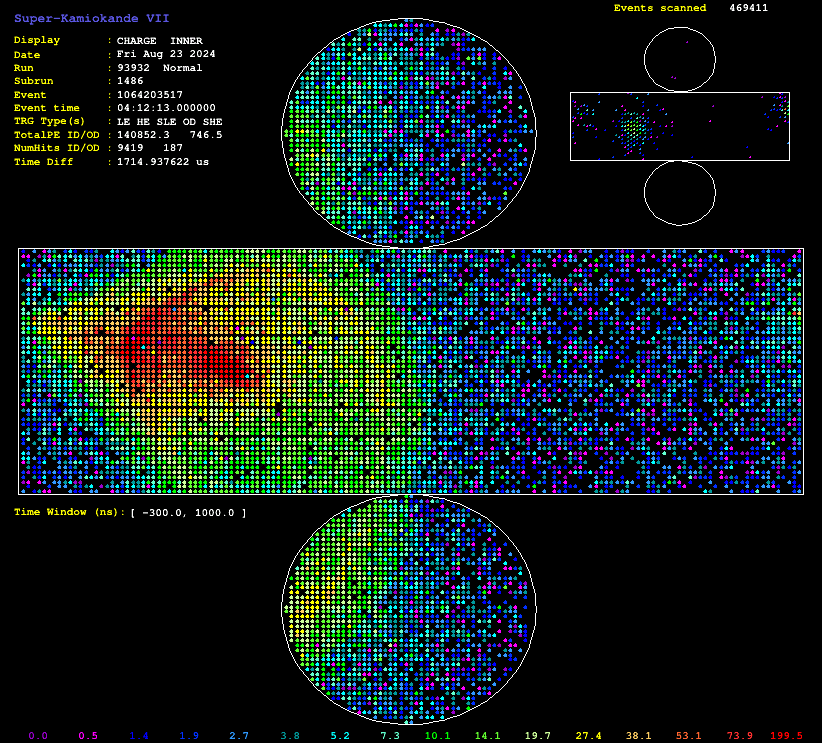 Super-Kamiokande VII
Events scanned 469411
Display : CHARGE INNER
Date : Fri Aug 23 2024
Run : 93932 Normal
Subrun : 1486
Event : 1064203517
Event time : 04:12:13.000000
TRG Type(s) : LE HE SLE OD SHE
TotalPE ID/OD : 140852.3 746.5
NumHits ID/OD : 9419 187
Time Diff : 1714.937622 us
Time Window (ns): [ -300.0, 1000.0 ]
0.0 0.5 1.4 1.9 2.7 3.8 5.2 7.3 10.1 14.1 19.7 27.4 38.1 53.1 73.9 199.5